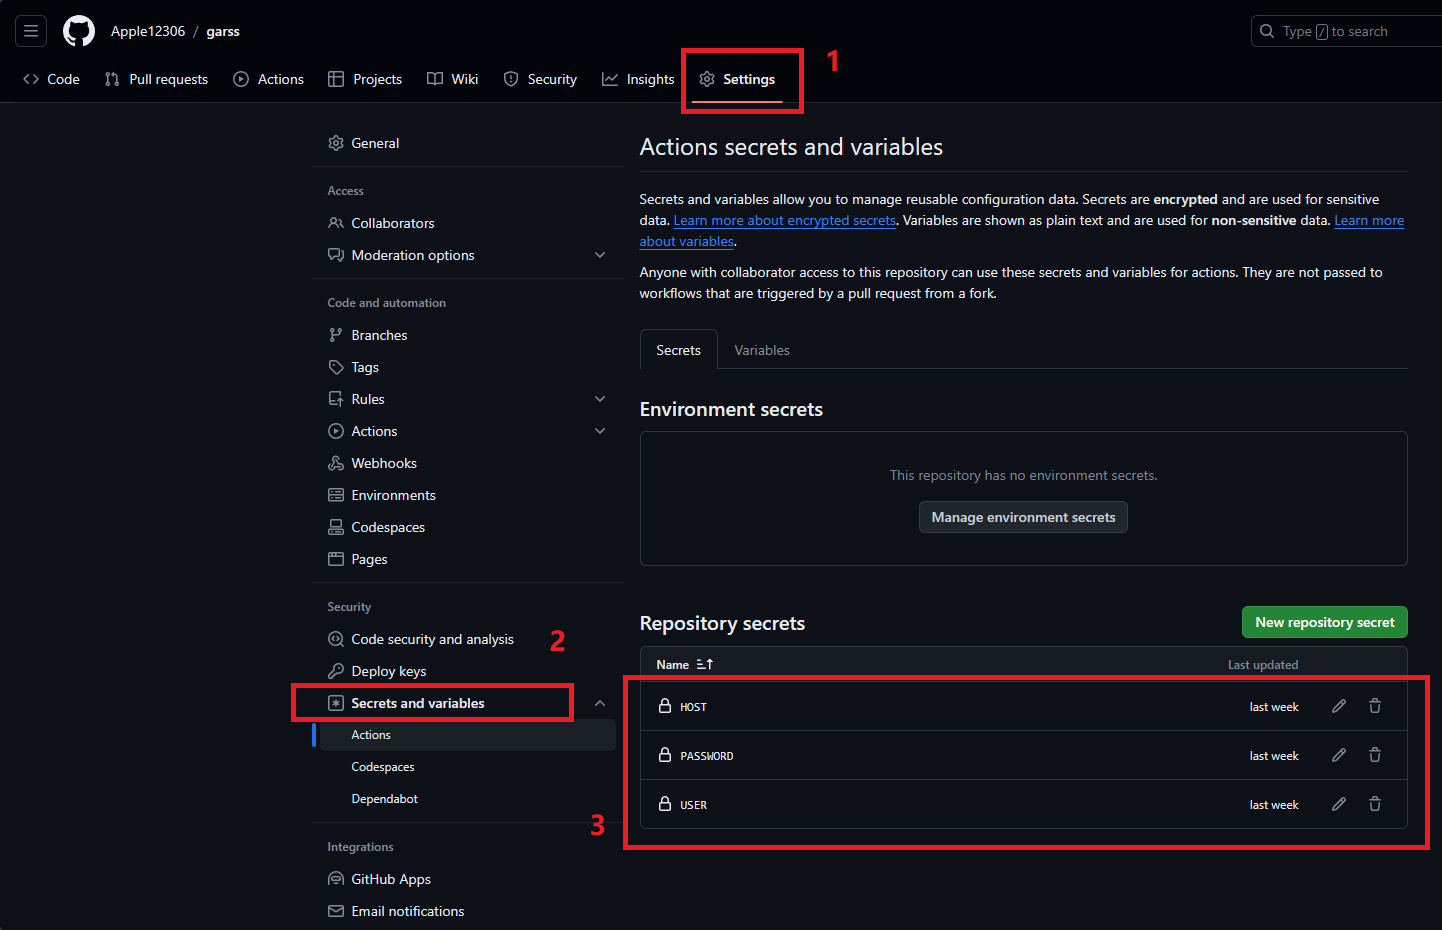 Apple12306 / garss
Type / to search
Code
Pull requests
Actions
Projects
Wiki
Security
Insights
Settings
1
General
Access
Collaborators
Moderation options
Code and automation
Branches
Tags
Rules
Actions
Webhooks
Environments
Codespaces
Pages
Security
Code security and analysis
2
Deploy keys
Secrets and variables
Actions
Codespaces
Dependabot
Integrations
GitHub Apps
Email notifications
Actions secrets and variables
Secrets and variables allow you to manage reusable configuration data. Secrets are encrypted and are used for sensitive
data. Learn more about encrypted secrets. Variables are shown as plain text and are used for non-sensitive data. Learn more
about variables.
Anyone with collaborator access to this repository can use these secrets and variables for actions. They are not passed to
workflows that are triggered by a pull request from a fork.
Secrets
Variables
Environment secrets
This repository has no environment secrets.
Manage environment secrets
Repository secrets
New repository secret
Name
Last updated
HOST
last week
PASSWORD
last week
USER
last week
3